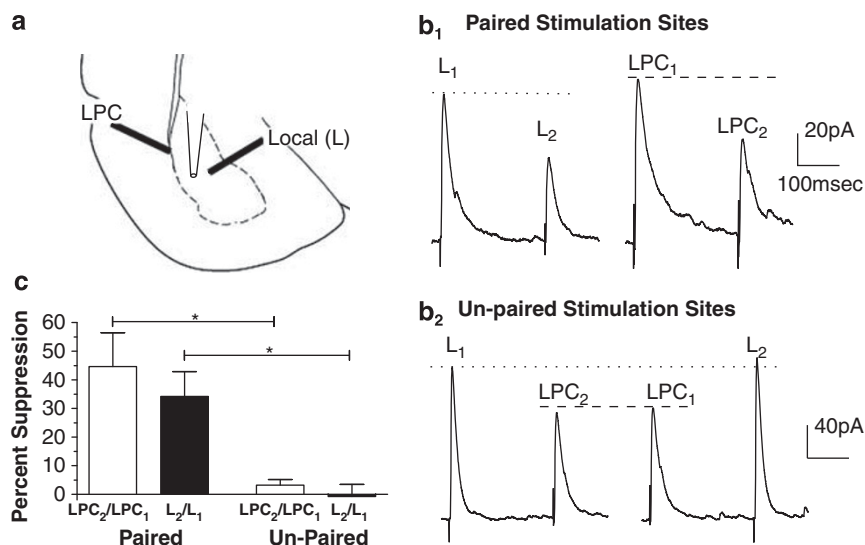 a
LPC
Local (L)
b1 Paired Stimulation Sites
L1
L2
LPC1
LPC2
20pA
100msec
c
Percent Suppression
60
50
40
30
20
10
0
*
*
LPC2/LPC1
L2/L1
LPC2/LPC1
L2/L1
Paired
Un-Paired
b2 Un-paired Stimulation Sites
L1
LPC2
LPC1
L2
40pA